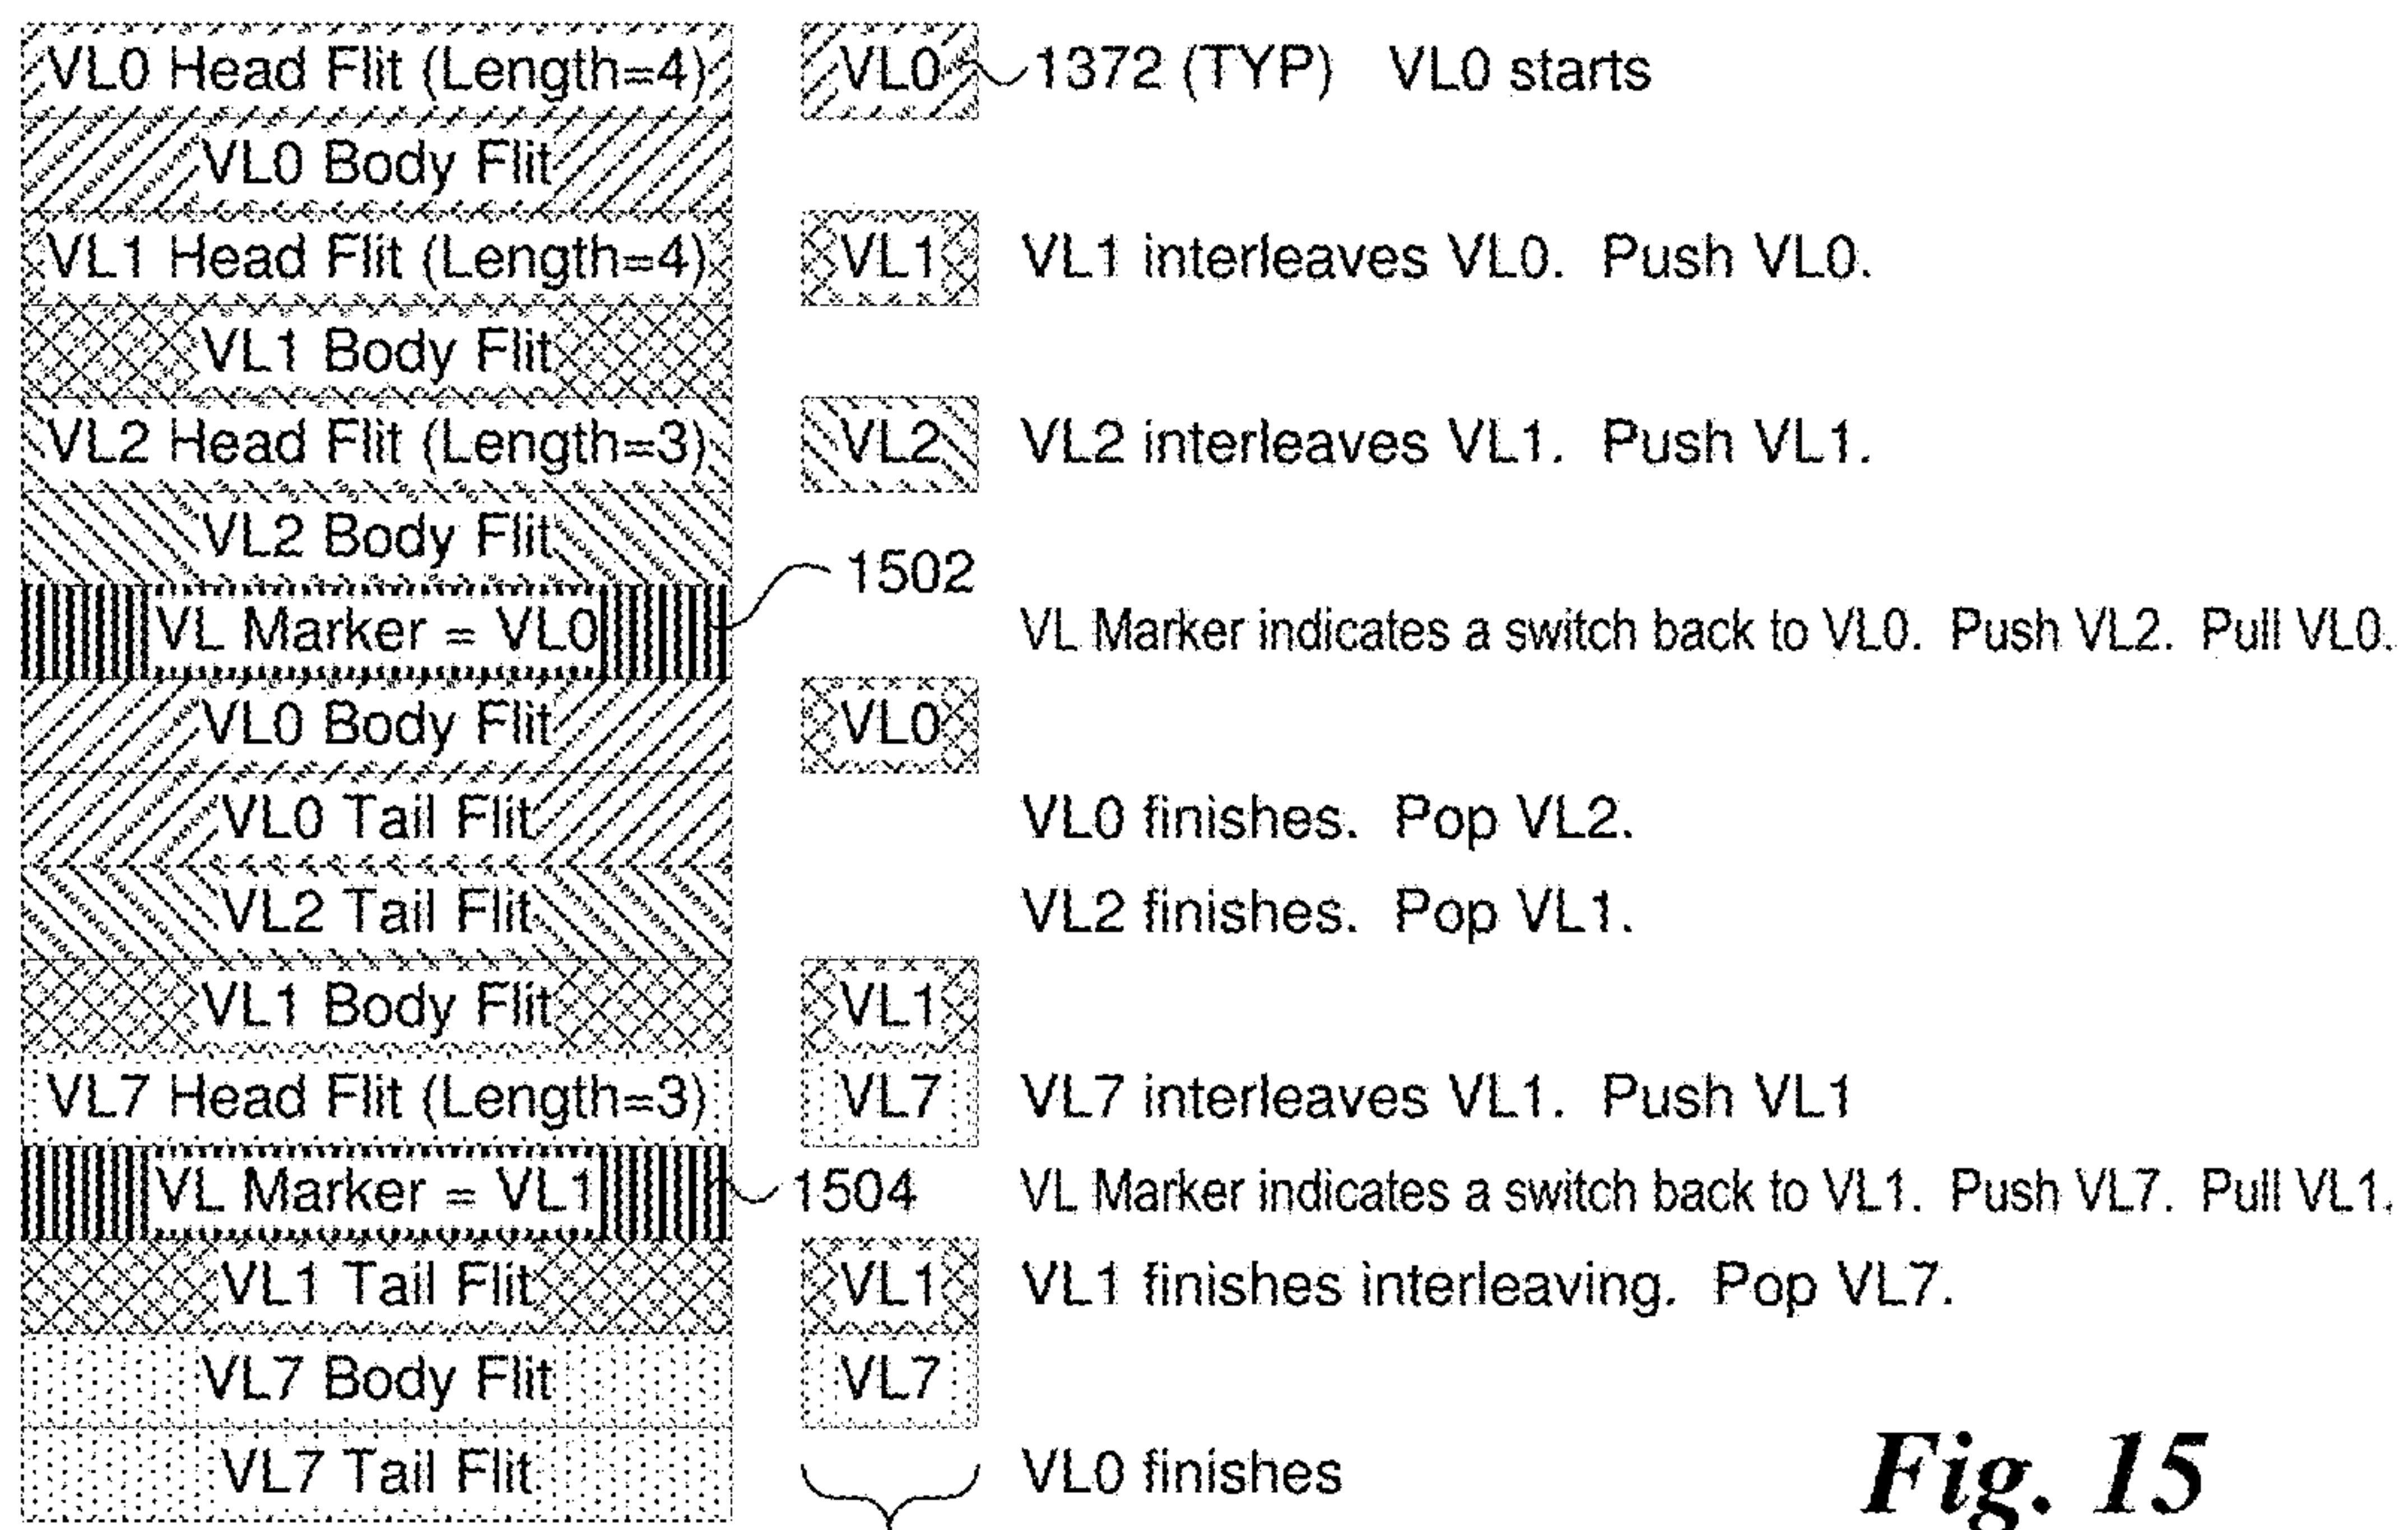 VL0 Head Flit (Length=4) VL0 1372 (TYP) VL0 starts
VL0 Body Flit
VL1 Head Flit (Length=4) VL1 VL1 interleaves VL0. Push VL0.
VL1 Body Flit
VL2 Head Flit (Length=3) VL2 VL2 interleaves VL1. Push VL1.
VL2 Body Flit
1502
VL Marker = VL0 VL Marker indicates a switch back to VL0. Push VL2. Pull VL0.
VL0 Body Flit VL0
VL0 Tail Flit VL0 finishes. Pop VL2.
VL2 Tail Flit VL2 finishes. Pop VL1.
VL1 Body Flit VL1
VL7 Head Flit (Length=3) VL7 VL7 interleaves VL1. Push VL1
VL Marker = VL1 1504 VL Marker indicates a switch back to VL1. Push VL7. Pull VL1.
VL1 Tail Flit VL1 VL1 finishes interleaving. Pop VL7.
VL7 Body Flit VL7
VL7 Tail Flit VL0 finishes
Fig. 15